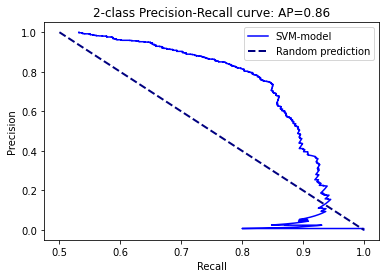 2-class Precision-Recall curve: AP=0.86
SVM-model
Random prediction
Precision
1.0
0.8
0.6
0.4
0.2
0.0
0.5
0.6
0.7
0.8
0.9
1.0
Recall